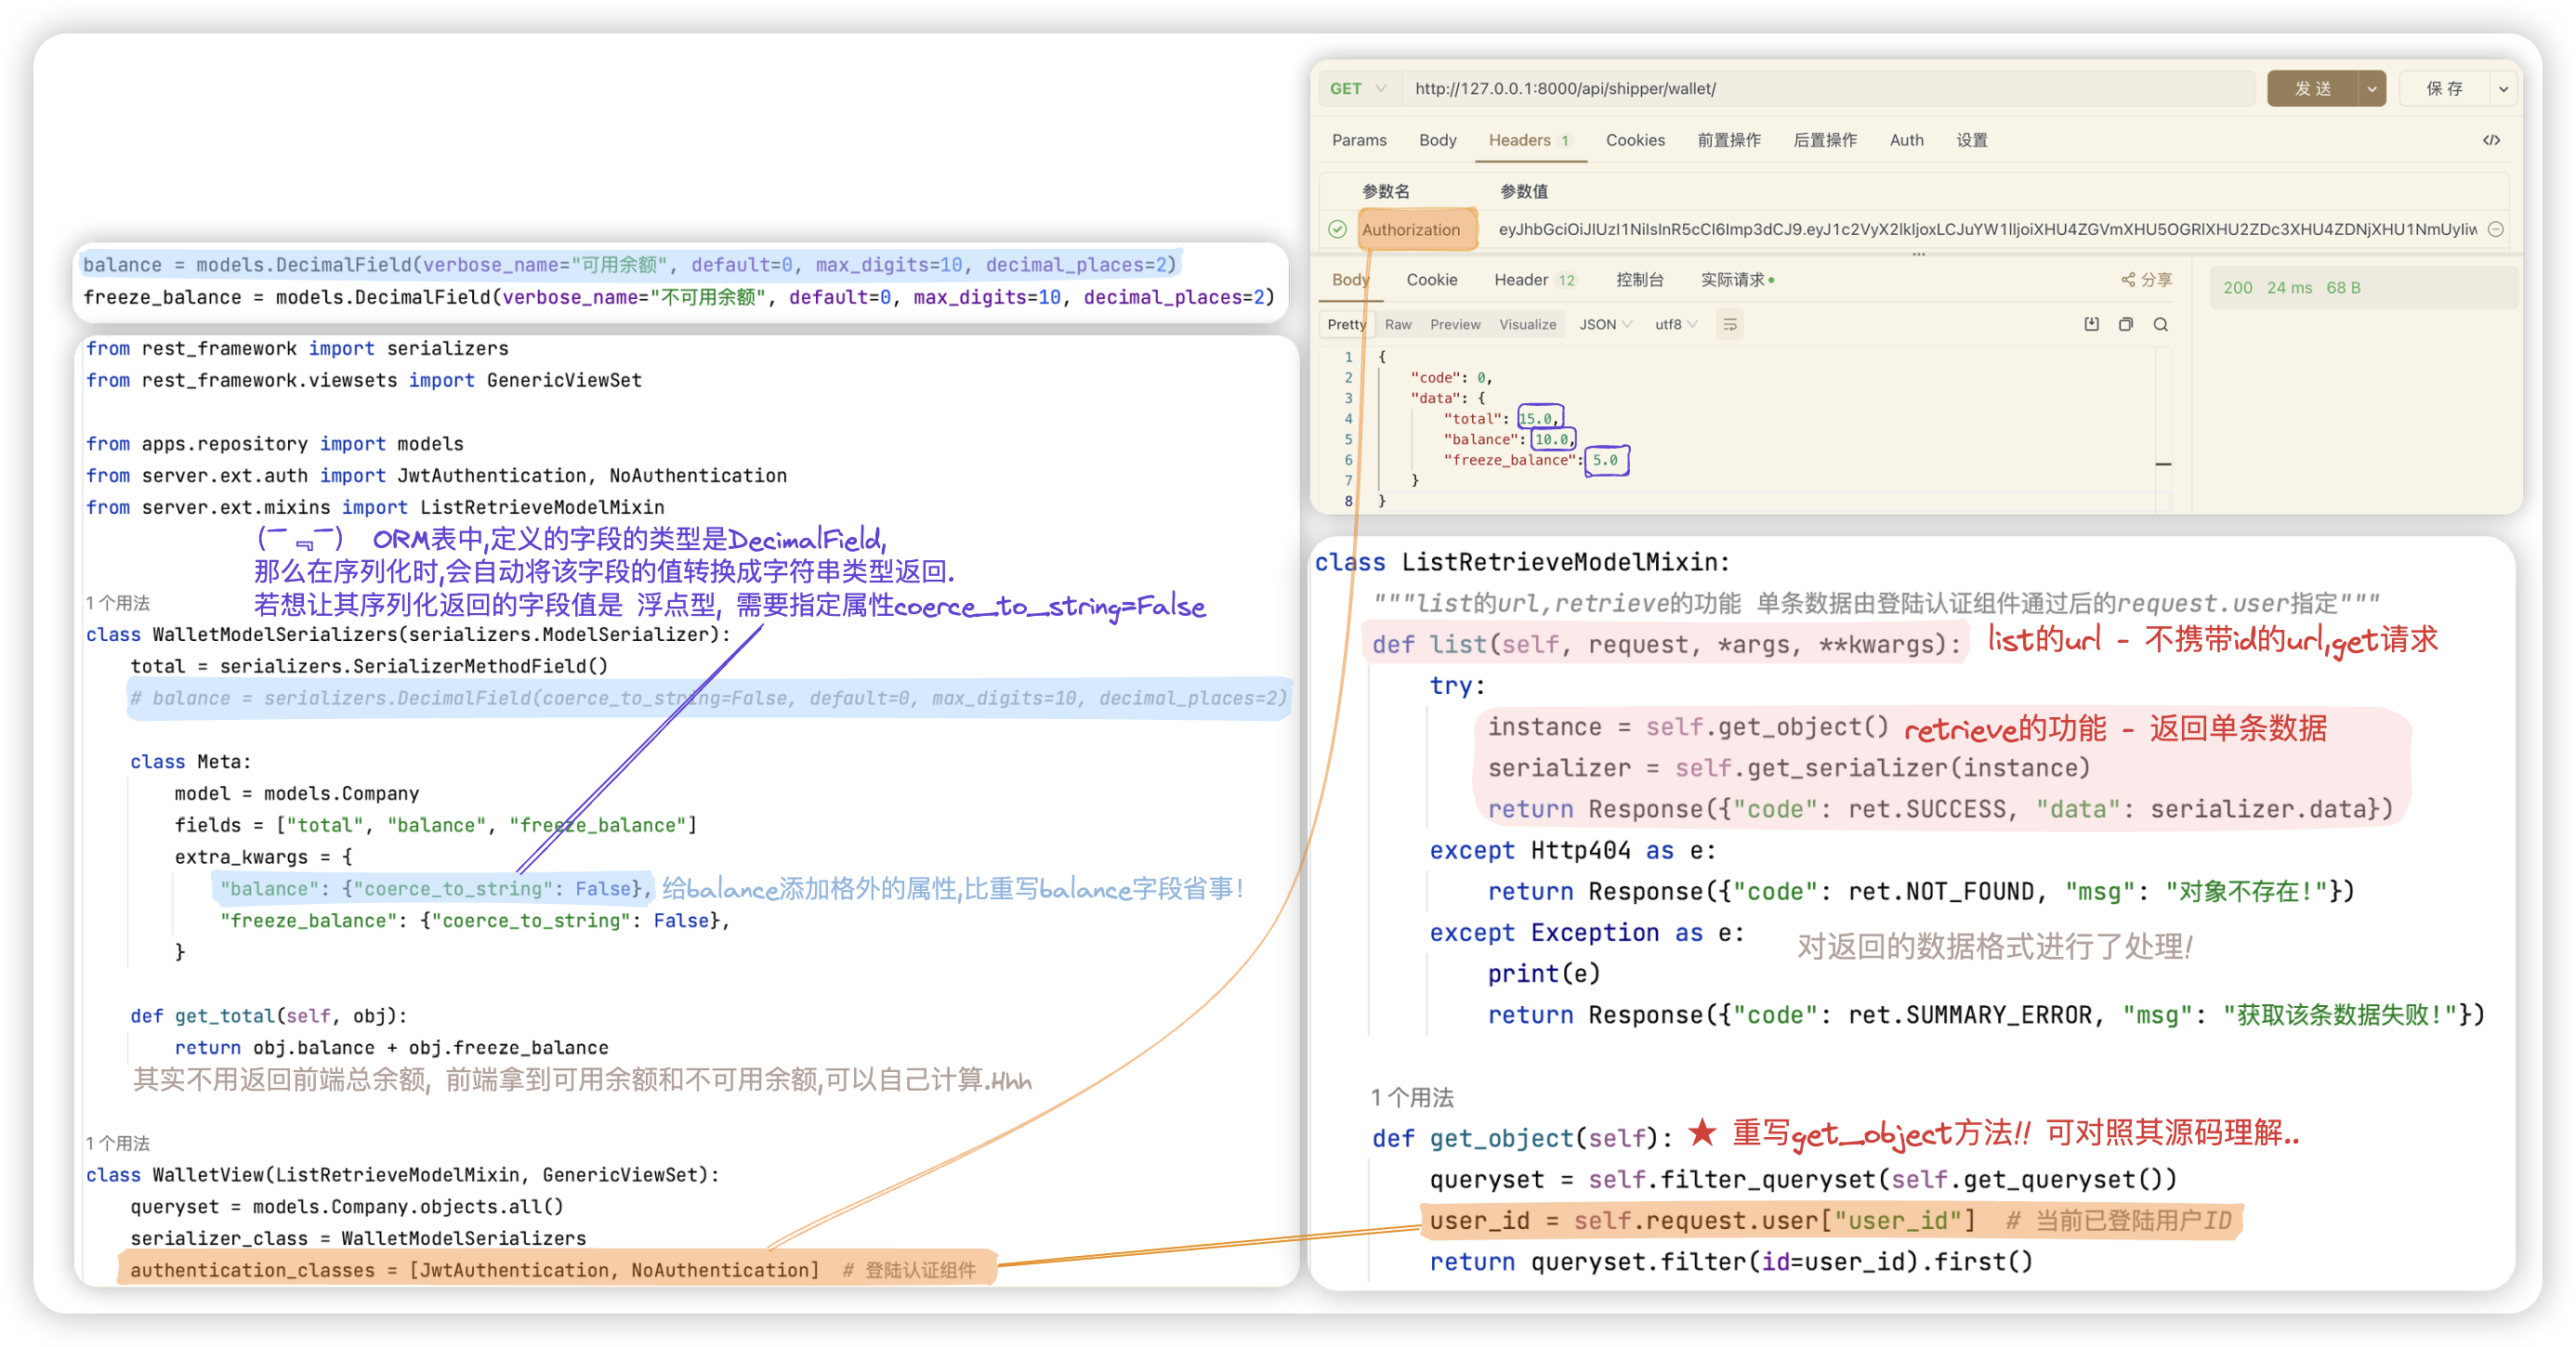 balance = models.DecimalField(verbose_name="可用余额", default=0, max_digits=10, decimal_places=2)
freeze_balance = models.DecimalField(verbose_name="不可用余额", default=0, max_digits=10, decimal_places=2)
from rest_framework import serializers
from rest_framework.viewsets import GenericViewSet
from apps.repository import models
from server.ext.auth import JwtAuthentication, NoAuthentication
from server.ext.mixins import ListRetrieveModelMixin
ORM表中,定义的字段的类型是DecimalField,
那么在序列化时,会自动将该字段的值转换成字符串类型返回.
若想让其序列化返回的字段值是 浮点型, 需要指定属性coerce_to_string=False
1 个用法
class WalletModelSerializers(serializers.ModelSerializer):
total = serializers.SerializerMethodField()
# balance = serializers.DecimalField(coerce_to_string=False, default=0, max_digits=10, decimal_places=2)
class Meta:
model = models.Company
fields = ["total", "balance", "freeze_balance"]
extra_kwargs = {
"balance": {"coerce_to_string": False}, 给balance添加格外的属性,比重写balance字段省事!
"freeze_balance": {"coerce_to_string": False},
}
def get_total(self, obj):
return obj.balance + obj.freeze_balance
其实不用返回前端总余额, 前端拿到可用余额和不可用余额,可以自己计算.Hhh
1 个用法
class WalletView(ListRetrieveModelMixin, GenericViewSet):
queryset = models.Company.objects.all()
serializer_class = WalletModelSerializers
authentication_classes = [JwtAuthentication, NoAuthentication] # 登陆认证组件
GET http://127.0.0.1:8000/api/shipper/wallet/ 发 送 保 存
Params Body Headers 1 Cookies 前置操作 后置操作 Auth 设置
参数名 参数值
Authorization
Body Cookie Header 12 控制台 实际请求 分享
200 24 ms 68 B
Pretty Raw Preview Visualize JSON utf8
1 {
2 "code": 0,
3 "data": {
4 "total": 15.0,
5 "balance": 10.0,
6 "freeze_balance": 5.0
7 }
8 }
class ListRetrieveModelMixin:
"""list的url,retrieve的功能 单条数据由登陆认证组件通过后的request.user指定"""
def list(self, request, *args, **kwargs): list的url - 不携带id的url,get请求
try:
instance = self.get_object() retrieve的功能 - 返回单条数据
serializer = self.get_serializer(instance)
return Response({"code": ret.SUCCESS, "data": serializer.data})
except Http404 as e:
return Response({"code": ret.NOT_FOUND, "msg": "对象不存在!"})
except Exception as e:
对返回的数据格式进行了处理!
print(e)
return Response({"code": ret.SUMMARY_ERROR, "msg": "获取该条数据失败!"})
1 个用法
def get_object(self): ★ 重写get_object方法!! 可对照其源码理解..
queryset = self.filter_queryset(self.get_queryset())
user_id = self.request.user["user_id"] # 当前已登陆用户ID
return queryset.filter(id=user_id).first()